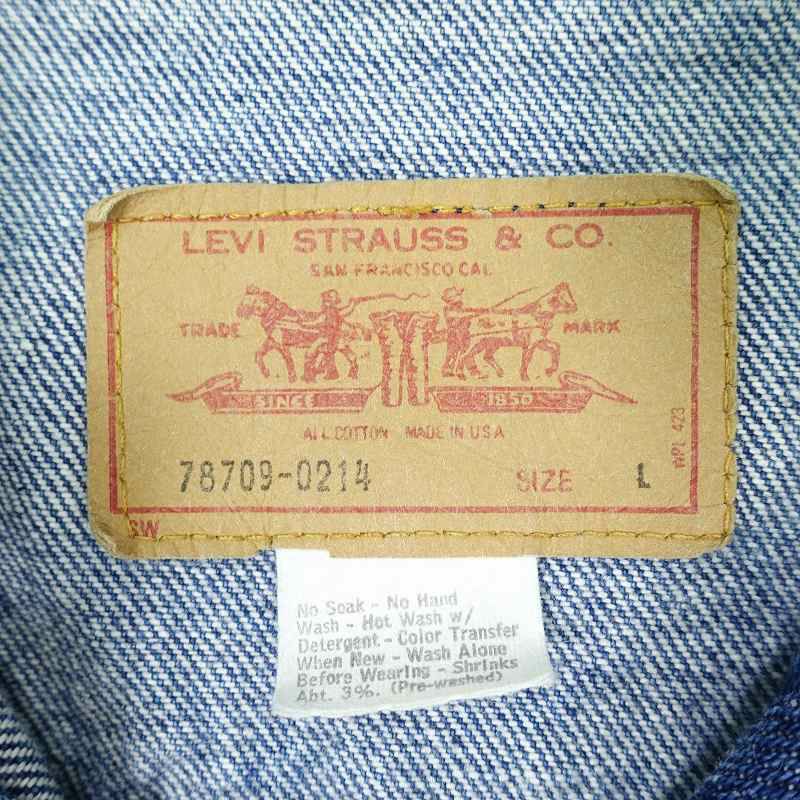 LEVI STRAUSS & CO.
SAN FRANCISCO CAL
TRADE MARK
SINCE 1850
ALL COTTON MADE IN U.S.A
78709-0214 SIZE L
WPL 423
SW
No Soak - No Hand
Wash - Hot Wash w/
Detergent - Color Transfer
When New - Wash Alone
Before Wearing - Shrinks
Abt. 3%. (Pre-washed)